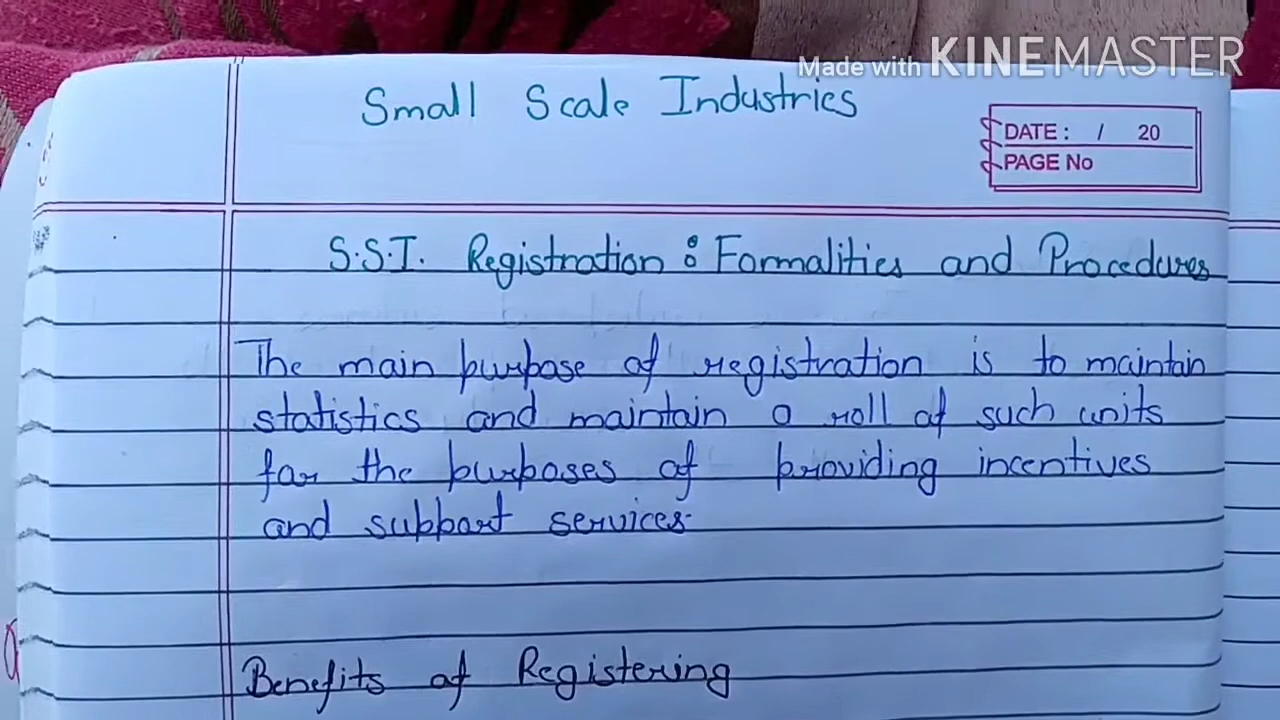 Made with KINEMASTER
Small Scale Industries
DATE : / 20
PAGE No
S.S.I. Registration : Formalities and Procedures
The main purpose of registration is to maintain
statistics and maintain a roll of such units
for the purposes of providing incentives
and support services.
Benefits of Registering